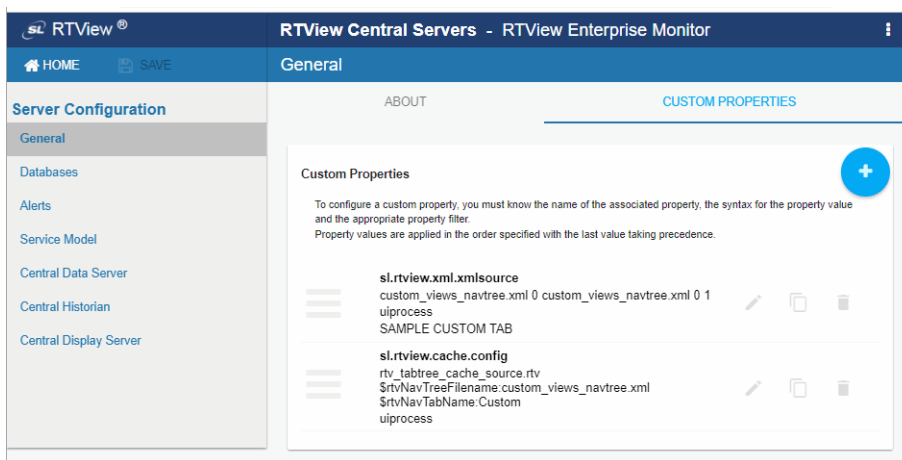 SL RTView ®
RTView Central Servers - RTView Enterprise Monitor
HOME
SAVE
General
Server Configuration
General
Databases
Alerts
Service Model
Central Data Server
Central Historian
Central Display Server
ABOUT
CUSTOM PROPERTIES
Custom Properties
To configure a custom property, you must know the name of the associated property, the syntax for the property value
and the appropriate property filter.
Property values are applied in the order specified with the last value taking precedence.
sl.rtview.xml.xmlsource
custom_views_navtree.xml 0 custom_views_navtree.xml 0 1
uiprocess
SAMPLE CUSTOM TAB
sl.rtview.cache.config
rtv_tabtree_cache_source.rtv
$rtvNavTreeFilename:custom_views_navtree.xml
$rtvNavTabName:Custom
uiprocess